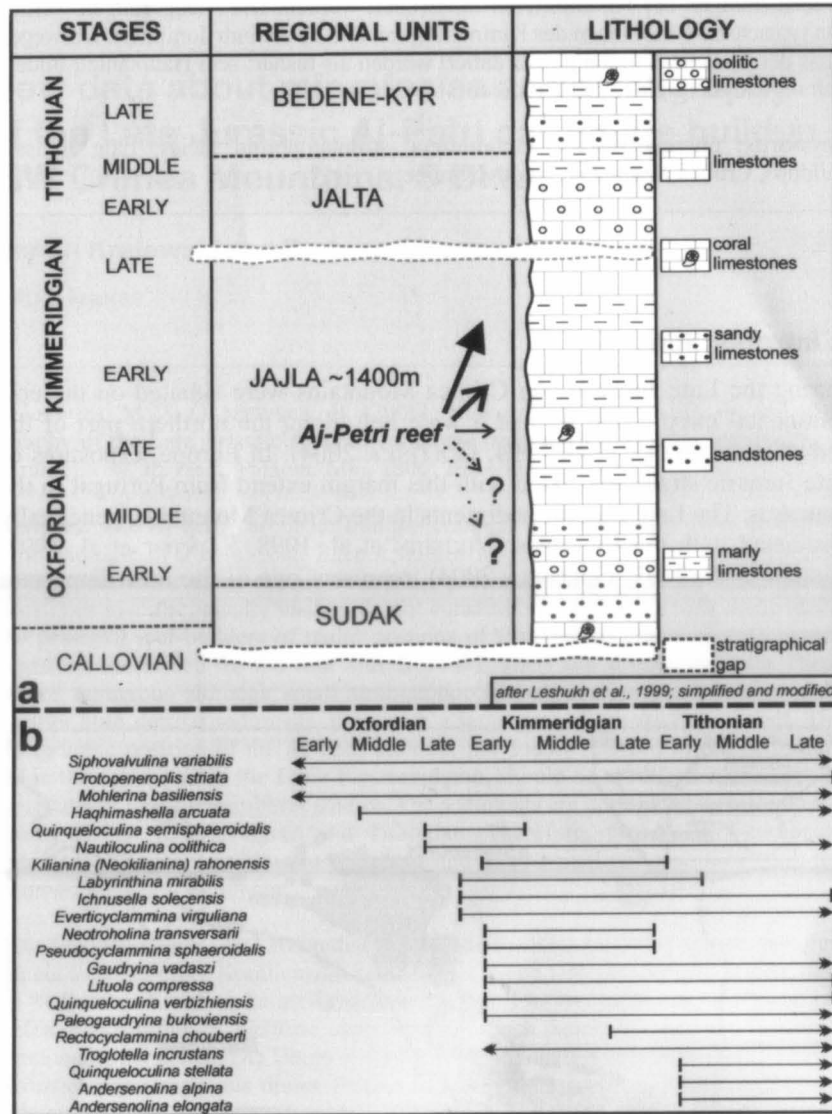 STAGES REGIONAL UNITS LITHOLOGY
TITHONIAN
LATE
MIDDLE
EARLY
KIMMERIDGIAN
LATE
EARLY
OXFORDIAN
LATE
MIDDLE
EARLY
CALLOVIAN
BEDENE-KYR
JALTA
JAJLA ~1400m
Aj-Petri reef
?
?
SUDAK
oolitic
limestones
limestones
coral
limestones
sandy
limestones
sandstones
marly
limestones
stratigraphical
gap
a
after Leshukh et al., 1999; simplified and modified
b
Oxfordian Kimmeridgian Tithonian
Early Middle Late Early Middle Late Early Middle Late
Siphovalvulina variabilis
Protopeneroplis striata
Mohlerina basiliensis
Haqhimashella arcuata
Quinqueloculina semisphaeroidalis
Nautiloculina oolithica
Kilianina (Neokilianina) rahonensis
Labyrinthina mirabilis
Ichnusella solecensis
Everticyclammina virguliana
Neotroholina transversarii
Pseudocyclammina sphaeroidalis
Gaudryina vadaszi
Lituola compressa
Quinqueloculina verbizhiensis
Paleogaudryina bukoviensis
Rectocyclammina chouberti
Troglotella incrustans
Quinqueloculina stellata
Andersenolina alpina
Andersenolina elongata